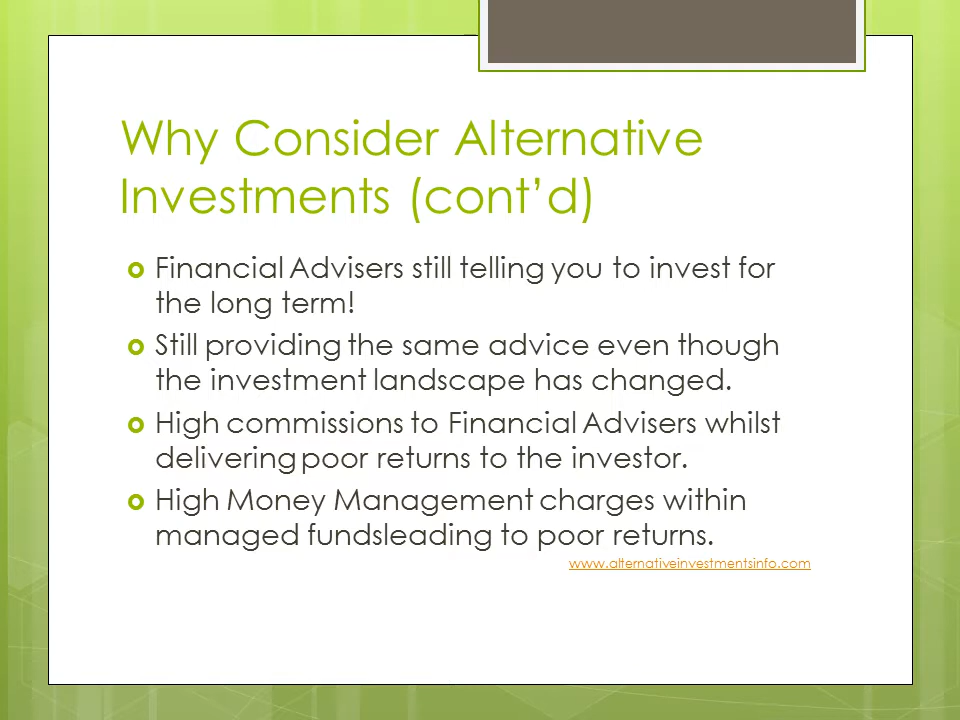 Why Consider Alternative
Investments (cont’d)
Financial Advisers still telling you to invest for
the long term!
Still providing the same advice even though
the investment landscape has changed.
High commissions to Financial Advisers whilst
delivering poor returns to the investor.
High Money Management charges within
managed fundsleading to poor returns.
www.alternativeinvestmentsinfo.com